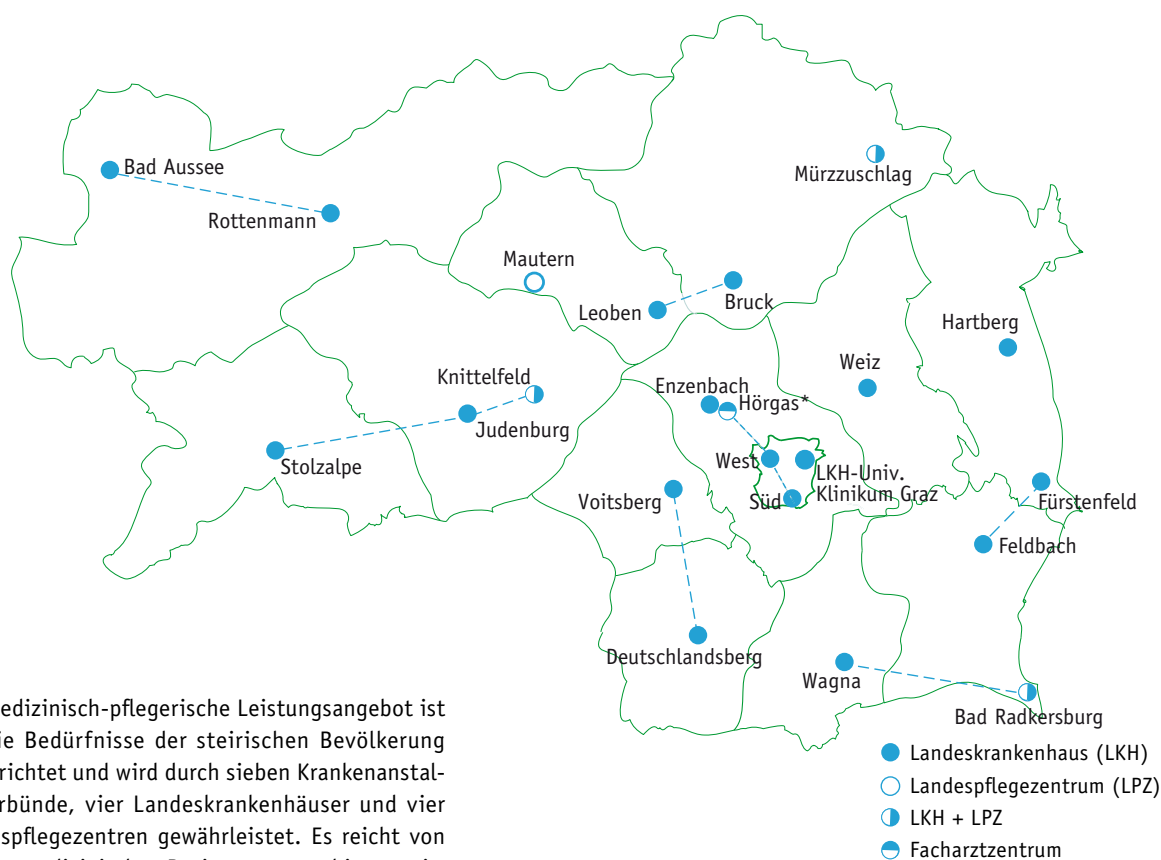 Bad Aussee
Rottenmann
Mürzzuschlag
Mautern
Leoben
Bruck
Hartberg
Weiz
Knittelfeld
Judenburg
Stolzalpe
Enzenbach
Hörgas*
West
LKH-Univ.
Klinikum Graz
Süd
Voitsberg
Fürstenfeld
Feldbach
Deutschlandsberg
Wagna
Bad Radkersburg
edizinisch-pflegerische Leistungsangebot ist
ie Bedürfnisse der steirischen Bevölkerung
richtet und wird durch sieben Krankenanstal-
rbünde, vier Landeskrankenhäuser und vier
spflegezentren gewährleistet. Es reicht von
Landeskrankenhaus (LKH)
Landespflegezentrum (LPZ)
LKH + LPZ
Facharztzentrum